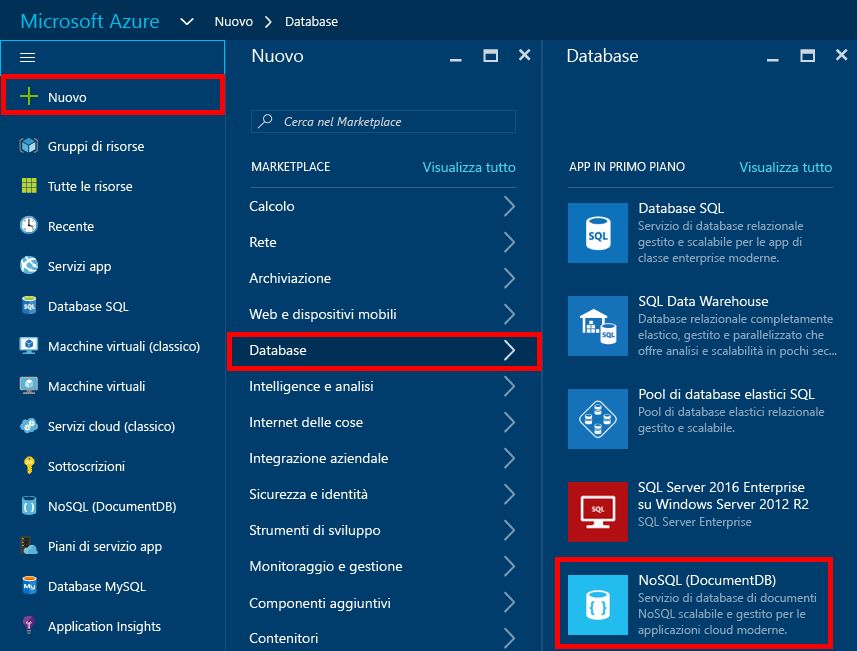 Microsoft Azure Nuovo Database
Nuovo
Gruppi di risorse
Tutte le risorse
Recente
Servizi app
Database SQL
Macchine virtuali (classico)
Macchine virtuali
Servizi cloud (classico)
Sottoscrizioni
NoSQL (DocumentDB)
Piani di servizio app
Database MySQL
Application Insights
Nuovo
Cerca nel Marketplace
MARKETPLACE Visualizza tutto
Calcolo
Rete
Archiviazione
Web e dispositivi mobili
Database
Intelligence e analisi
Internet delle cose
Integrazione aziendale
Sicurezza e identità
Strumenti di sviluppo
Monitoraggio e gestione
Componenti aggiuntivi
Contenitori
Database
APP IN PRIMO PIANO Visualizza tutto
SQL
Database SQL
Servizio di database relazionale
gestito e scalabile per le app di
classe enterprise moderne.
SQL
SQL Data Warehouse
Database relazionale completamente
elastico, gestito e parallelizzato che
offre analisi e scalabilità in pochi sec...
Pool di database elastici SQL
Pool di database elastici relazionale
gestito e scalabile.
SQL
SQL Server 2016 Enterprise
su Windows Server 2012 R2
SQL Server Enterprise
NoSQL (DocumentDB)
Servizio di database di documenti
NoSQL scalabile e gestito per le
applicazioni cloud moderne.